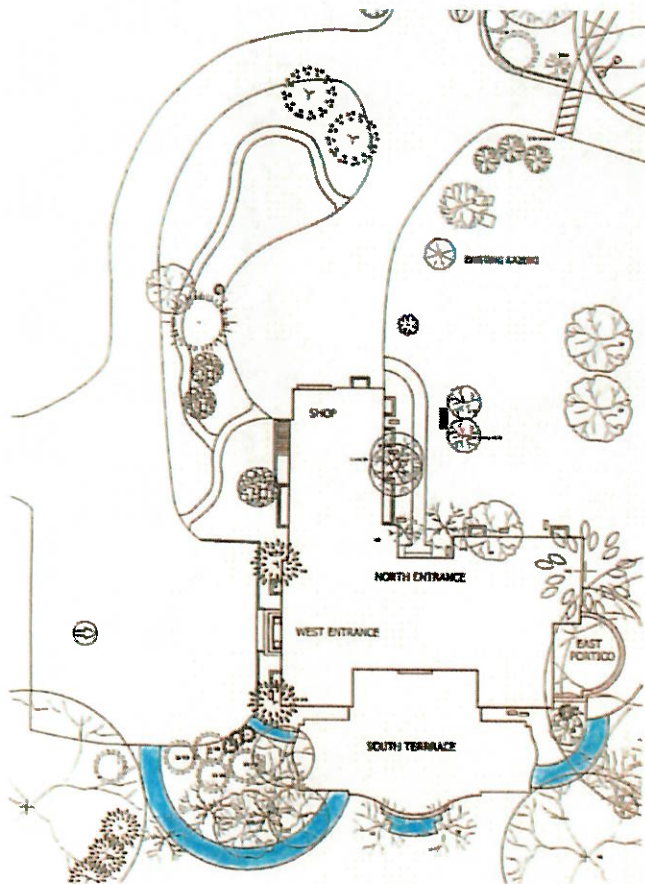 EXISTING GAZEBO
SHOP
NORTH ENTRANCE
WEST ENTRANCE
EAST
PORTICO
SOUTH TERRACE